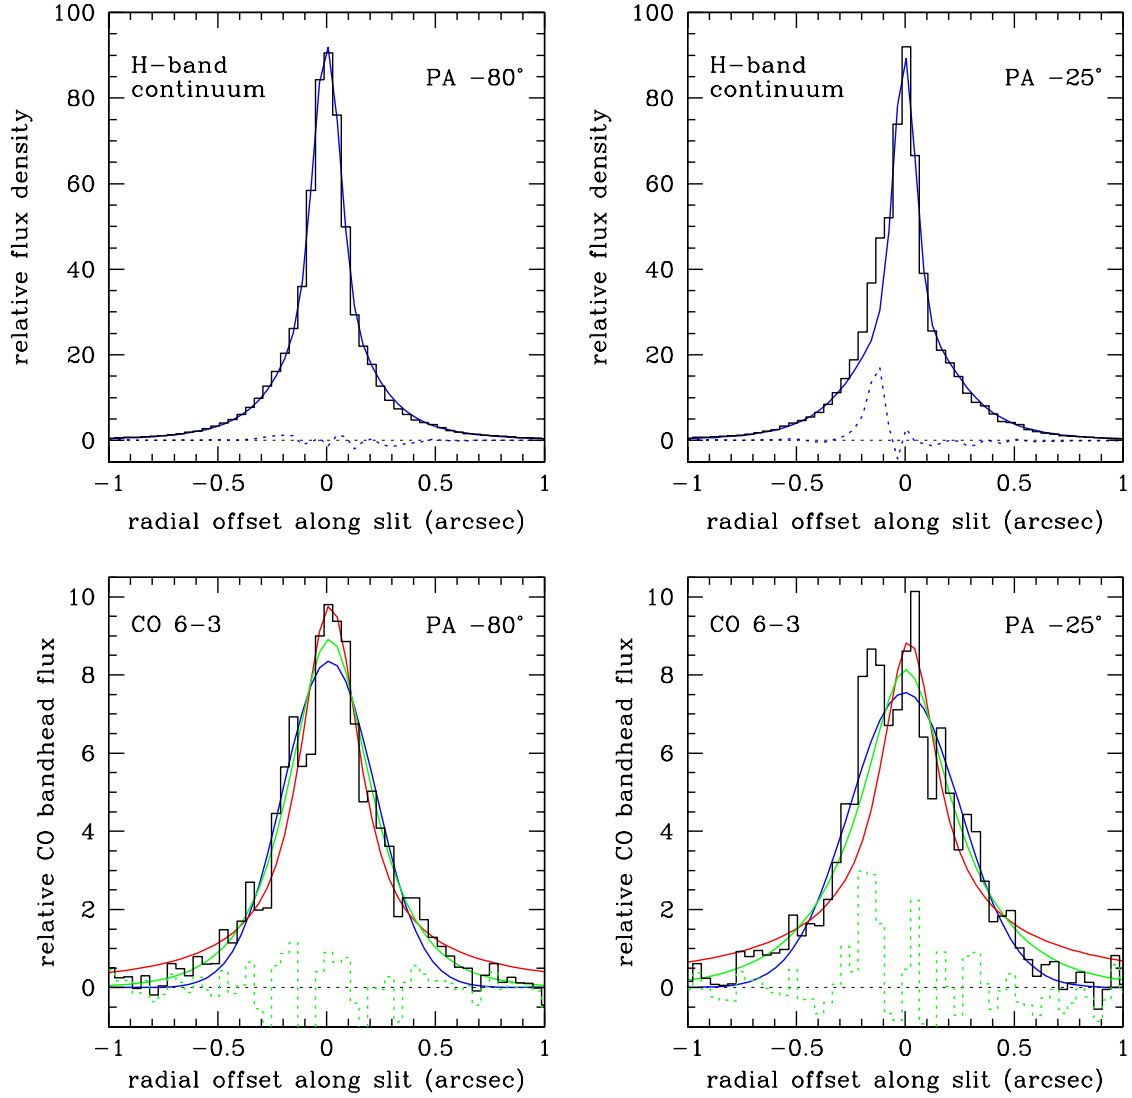 100
80
60
40
20
0
relative flux density
H-band
continuum
PA -80°
-1 -0.5 0 0.5 1
radial offset along slit (arcsec)
100
80
60
40
20
0
relative flux density
H-band
continuum
PA -25°
-1 -0.5 0 0.5 1
radial offset along slit (arcsec)
10
8
6
4
2
0
relative CO bandhead flux
CO 6-3
PA -80°
-1 -0.5 0 0.5 1
radial offset along slit (arcsec)
10
8
6
4
2
0
relative CO bandhead flux
CO 6-3
PA -25°
-1 -0.5 0 0.5 1
radial offset along slit (arcsec)